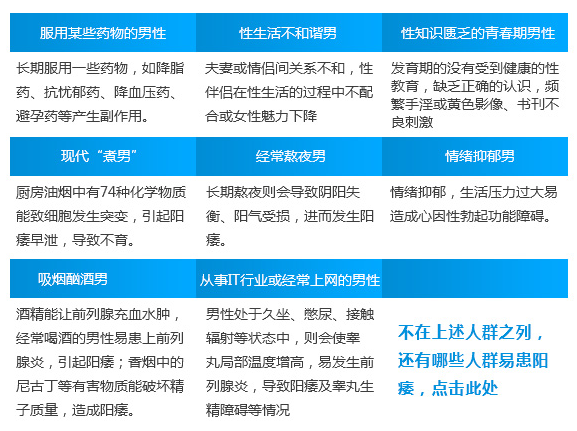 服用某些药物的男性
性生活不和谐男
性知识匮乏的青春期男性
长期服用一些药物，如降脂
药、抗忧郁药、降血压药、
避孕药等产生副作用。
夫妻或情侣间关系不和，性
伴侣在性生活的过程中不配
合或女性魅力下降
发育期的没有受到健康的性
教育，缺乏正确的认识，频
繁手淫或黄色影像、书刊不
良刺激
现代“煮男”
经常熬夜男
情绪抑郁男
厨房油烟中有74种化学物质
能致细胞发生突变，引起阳
痿早泄，导致不育。
长期熬夜则会导致阴阳失
衡、阳气受损，进而发生阳
痿。
情绪抑郁，生活压力过大易
造成心因性勃起功能障碍。
吸烟酗酒男
从事IT行业或经常上网的男性
酒精能让前列腺充血水肿，
经常喝酒的男性易患上前列
腺炎，引起阳痿；香烟中的
尼古丁等有害物质能破坏精
子质量，造成阳痿。
男性处于久坐、憋尿、接触
辐射等状态中，则会使睾
丸局部温度增高，易发生前
列腺炎，导致阳痿及睾丸生
精障碍等情况
不在上述人群之列，
还有哪些人群易患阳
痿，点击此处